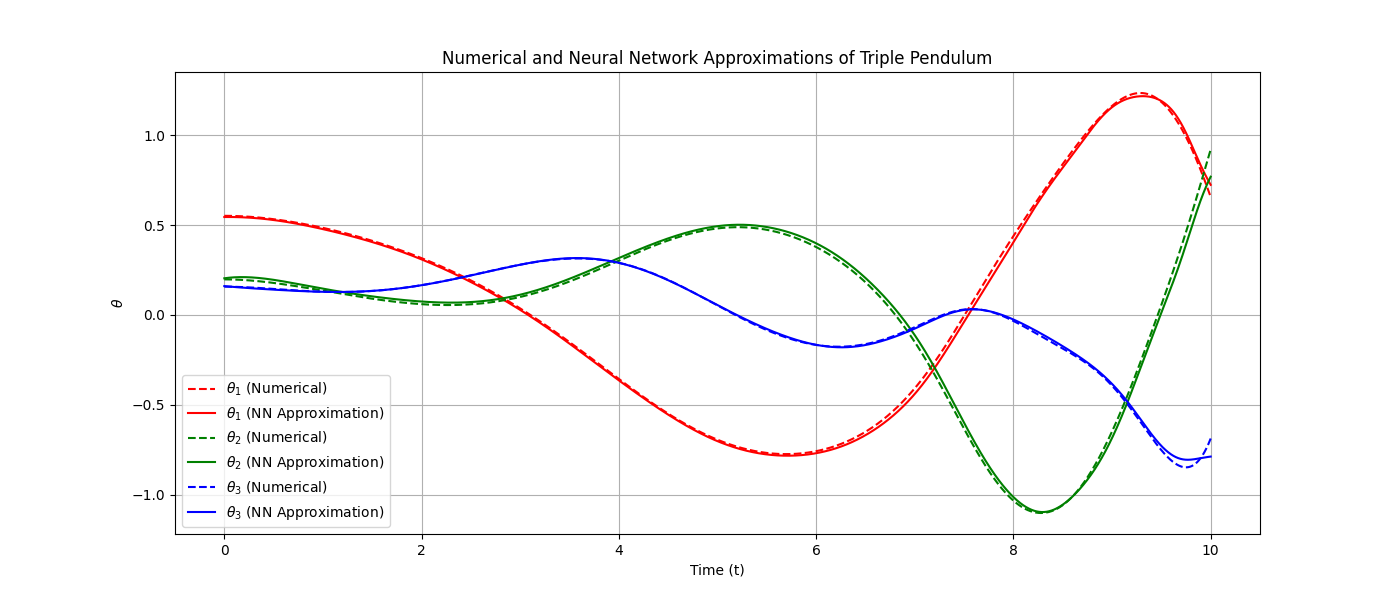 Numerical and Neural Network Approximations of Triple Pendulum
θ
1.0
0.5
0.0
−0.5
−1.0
θ₁ (Numerical)
θ₁ (NN Approximation)
θ₂ (Numerical)
θ₂ (NN Approximation)
θ₃ (Numerical)
θ₃ (NN Approximation)
0 2 4 6 8 10
Time (t)